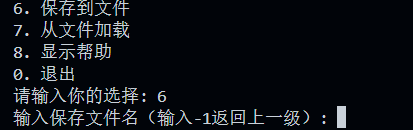 6. 保存到文件
7. 从文件加载
8. 显示帮助
0. 退出
请输入你的选择: 6
输入保存文件名（输入-1返回上一级）: